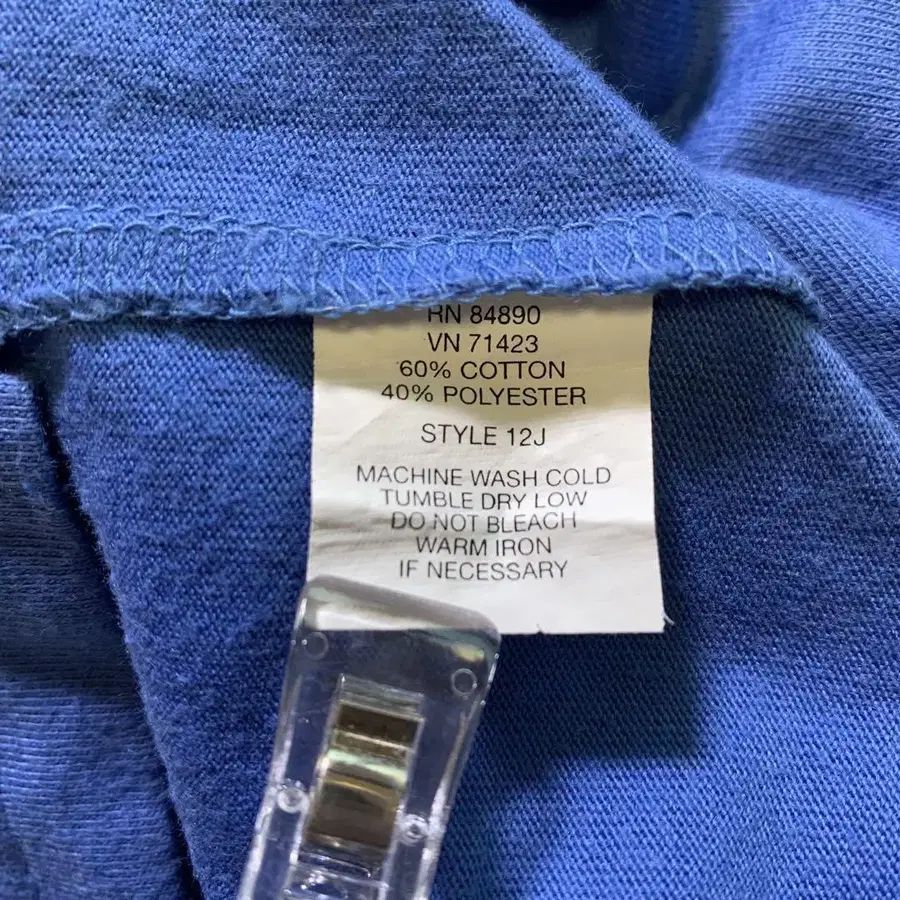 RN 84890
VN 71423
60% COTTON
40% POLYESTER
STYLE 12J
MACHINE WASH COLD
TUMBLE DRY LOW
DO NOT BLEACH
WARM IRON
IF NECESSARY